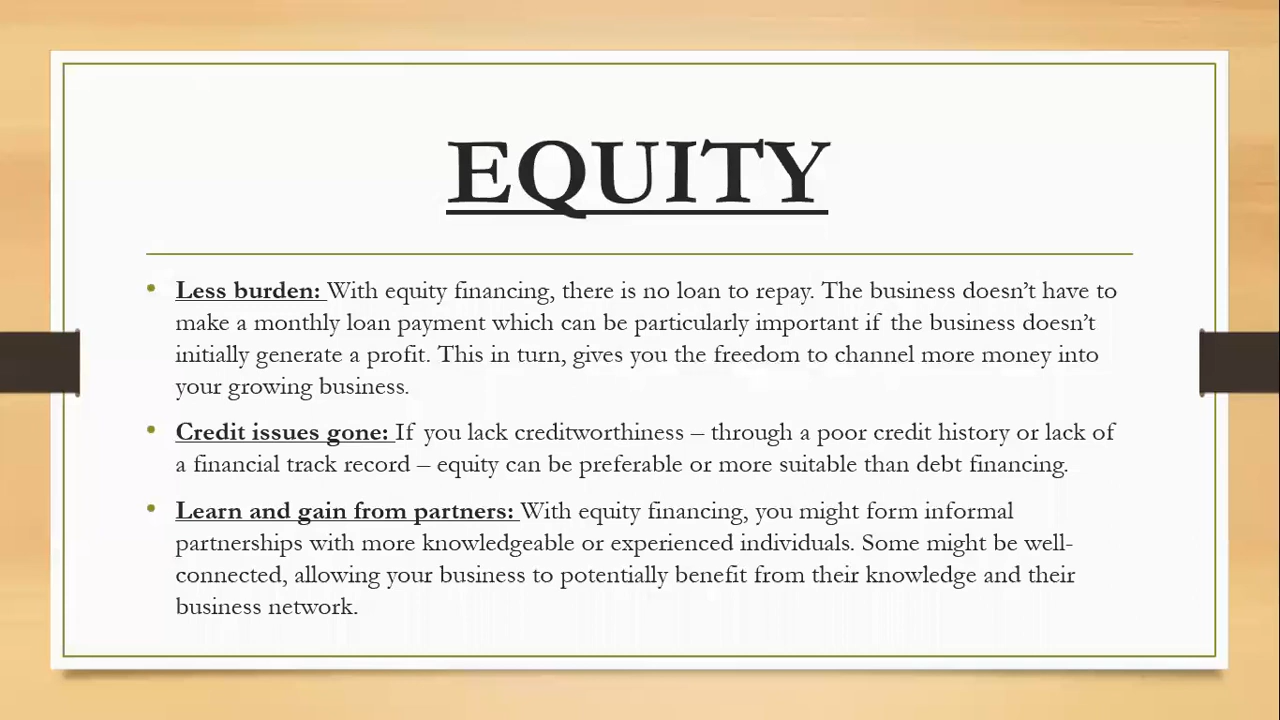 EQUITY
• Less burden: With equity financing, there is no loan to repay. The business doesn’t have to
make a monthly loan payment which can be particularly important if the business doesn’t
initially generate a profit. This in turn, gives you the freedom to channel more money into
your growing business.
• Credit issues gone: If you lack creditworthiness – through a poor credit history or lack of
a financial track record – equity can be preferable or more suitable than debt financing.
• Learn and gain from partners: With equity financing, you might form informal
partnerships with more knowledgeable or experienced individuals. Some might be well-
connected, allowing your business to potentially benefit from their knowledge and their
business network.